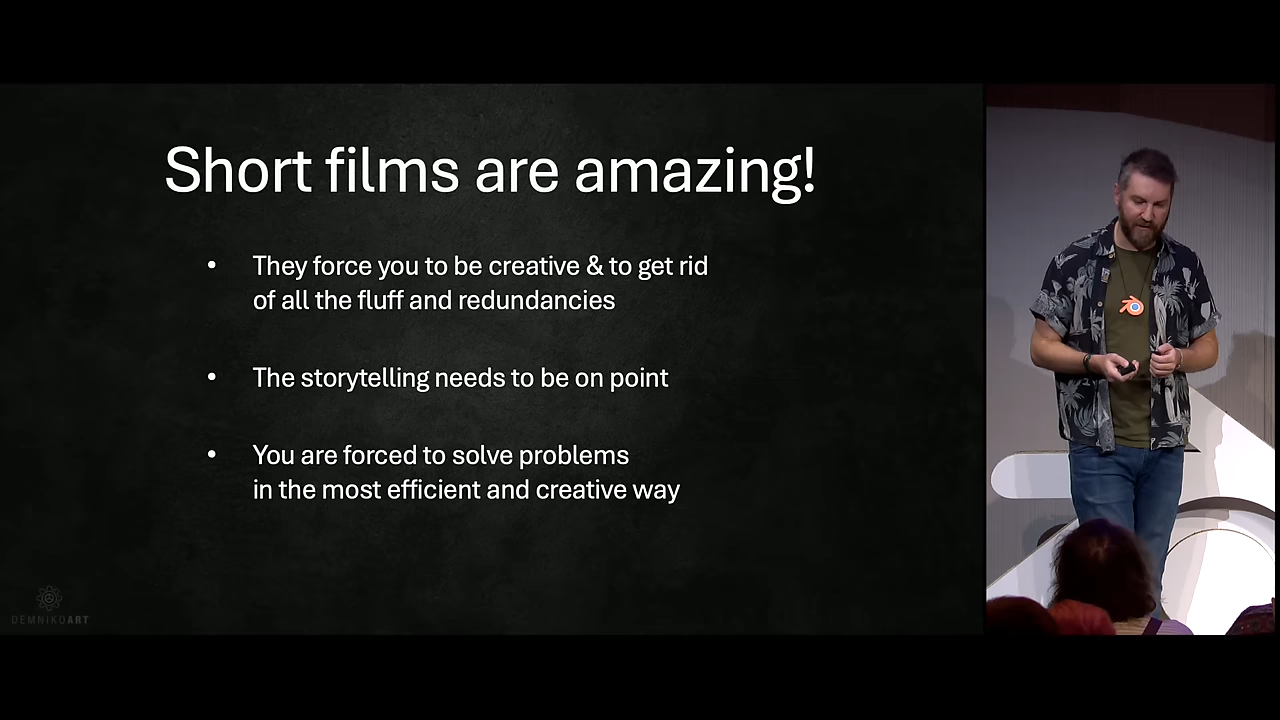 Short films are amazing!
• They force you to be creative & to get rid
of all the fluff and redundancies
• The storytelling needs to be on point
• You are forced to solve problems
in the most efficient and creative way
DEMNIKOART